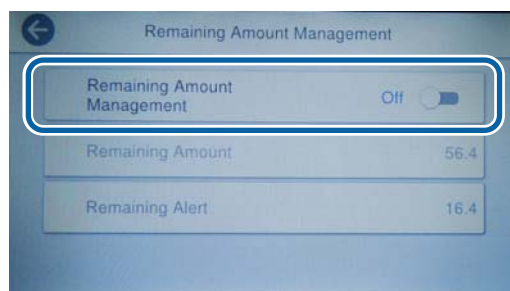 Remaining Amount Management
Remaining Amount
Management
Off
Remaining Amount
56.4
Remaining Alert
16.4